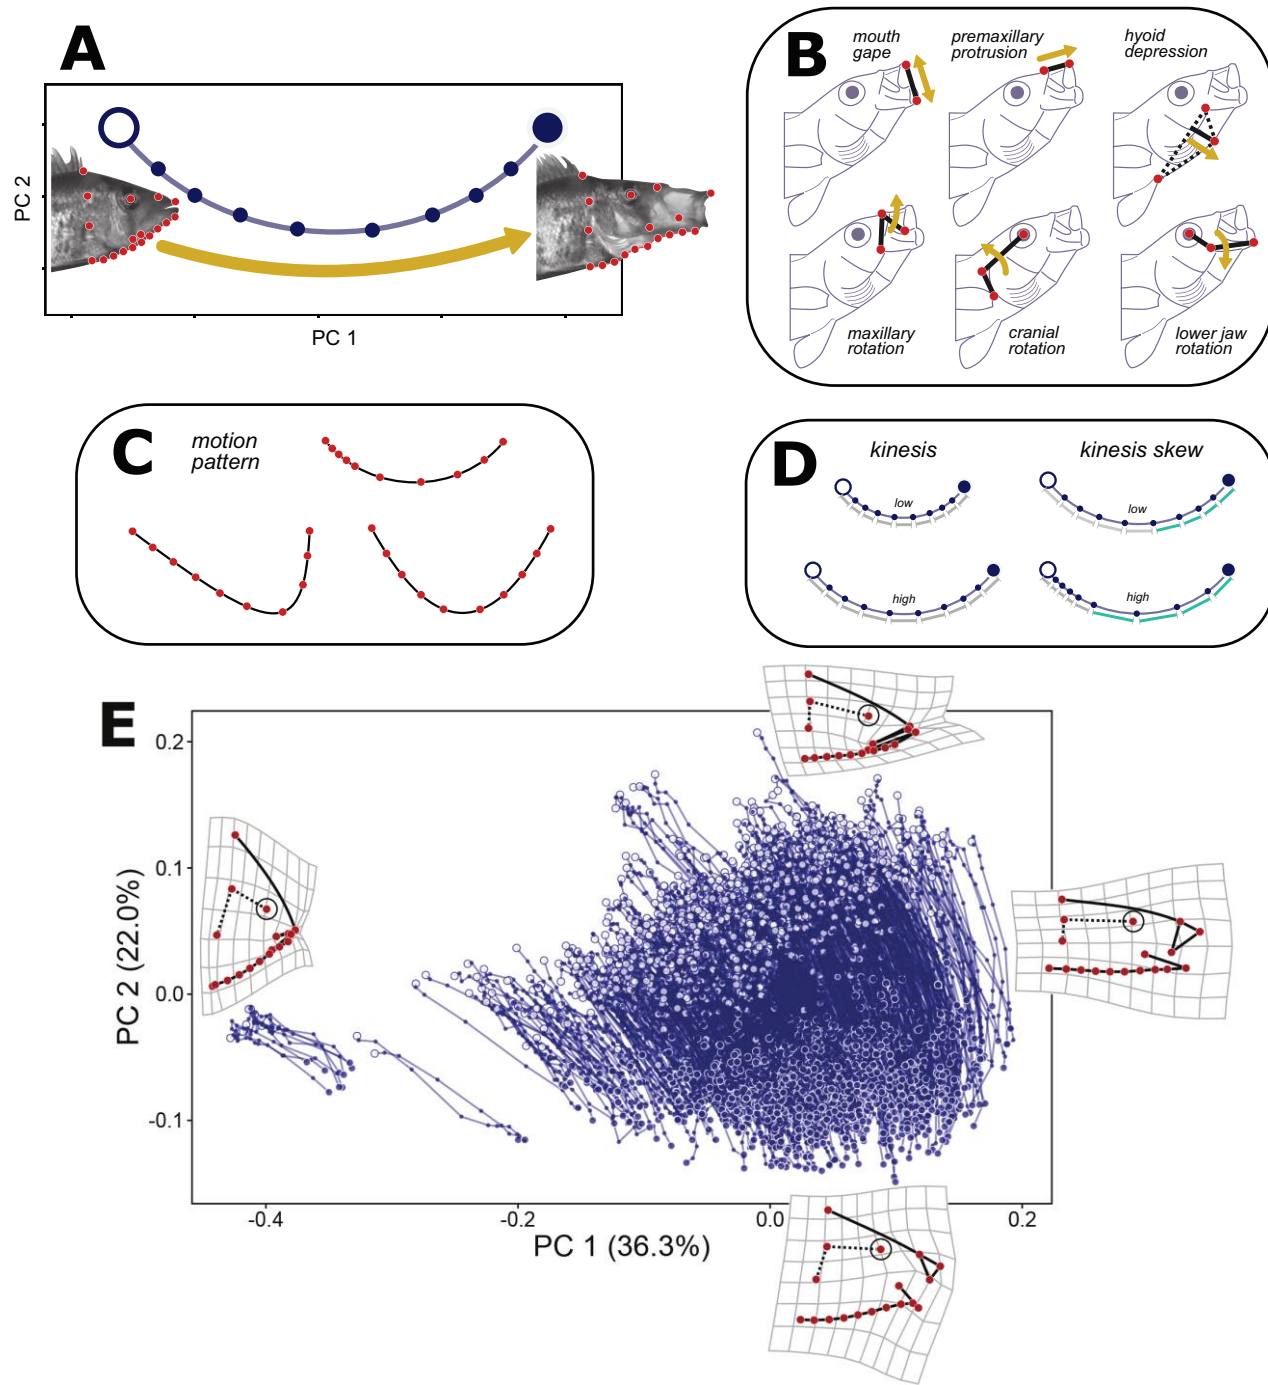 A
PC 2
PC 1
B
mouth
gape
premaxillary
protrusion
hyoid
depression
maxillary
rotation
cranial
rotation
lower jaw
rotation
C
motion
pattern
D
kinesis
kinesis skew
low
low
high
high
E
PC 2 (22.0%)
0.2
0.1
0.0
-0.1
-0.4
-0.2
0.0
0.2
PC 1 (36.3%)